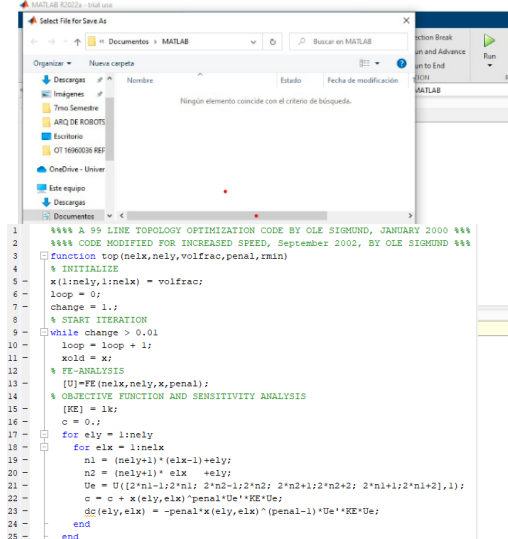 MATLAB R2022a - trial use
Select File for Save As
Documentos > MATLAB
Buscar en MATLAB
Organizar Nueva carpeta
Descargas
Imágenes
7mo Semestre
ARQ DE ROBOTS
Escritorio
OT 16960036 REF
OneDrive - Univer
Este equipo
Descargas
Documentos
Nombre Estado Fecha de modificación
Ningún elemento coincide con el criterio de búsqueda.
ection Break
un and Advance
un to End
Run
ION
MATLAB
1 %%%% A 99 LINE TOPOLOGY OPTIMIZATION CODE BY OLE SIGMUND, JANUARY 2000 %%%
2 %%%% CODE MODIFIED FOR INCREASED SPEED, September 2002, BY OLE SIGMUND %%%
3 function top(nelx,nely,volfrac,penal,rmin)
4 % INITIALIZE
5 - x(1:nely,1:nelx) = volfrac;
6 - loop = 0;
7 - change = 1.;
8 % START ITERATION
9 - while change > 0.01
10 - loop = loop + 1;
11 - xold = x;
12 % FE-ANALYSIS
13 - [U]=FE(nelx,nely,x,penal);
14 % OBJECTIVE FUNCTION AND SENSITIVITY ANALYSIS
15 - [KE] = lk;
16 - c = 0.;
17 - for ely = 1:nely
18 - for elx = 1:nelx
19 - n1 = (nely+1)*(elx-1)+ely;
20 - n2 = (nely+1)* elx +ely;
21 - Ue = U([2*n1-1;2*n1; 2*n2-1;2*n2; 2*n2+1;2*n2+2; 2*n1+1;2*n1+2],1);
22 - c = c + x(ely,elx)^penal*Ue'*KE*Ue;
23 - dc(ely,elx) = -penal*x(ely,elx)^(penal-1)*Ue'*KE*Ue;
24 - end
25 - end